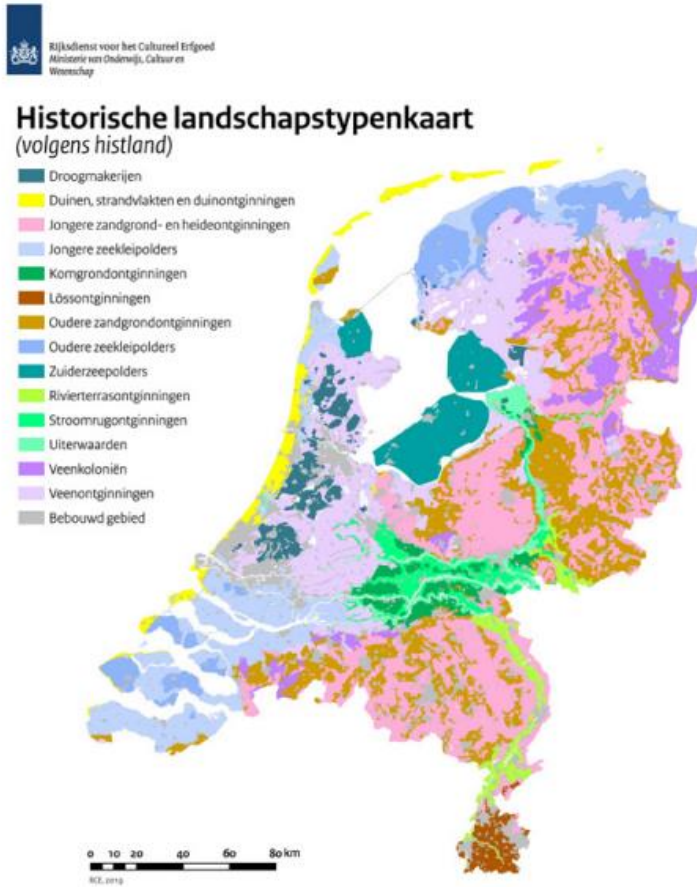 Rijksdienst voor het Cultureel Erfgoed
Ministerie van Onderwijs, Cultuur en
Wetenschap
Historische landschapstypenkaart
(volgens histland)
Droogmakerijen
Duinen, strandvlakten en duinontginningen
Jongere zandgrond- en heideontginningen
Jongere zeekleipolders
Komgrondontginningen
Lössontginningen
Oudere zandgrondontginningen
Oudere zeekleipolders
Zuiderzeepolders
Rivierterrasontginningen
Stroomrugontginningen
Uiterwaarden
Veenkoloniën
Veenontginningen
Bebouwd gebied
0 10 20 40 60 80 km
RCE, 2019